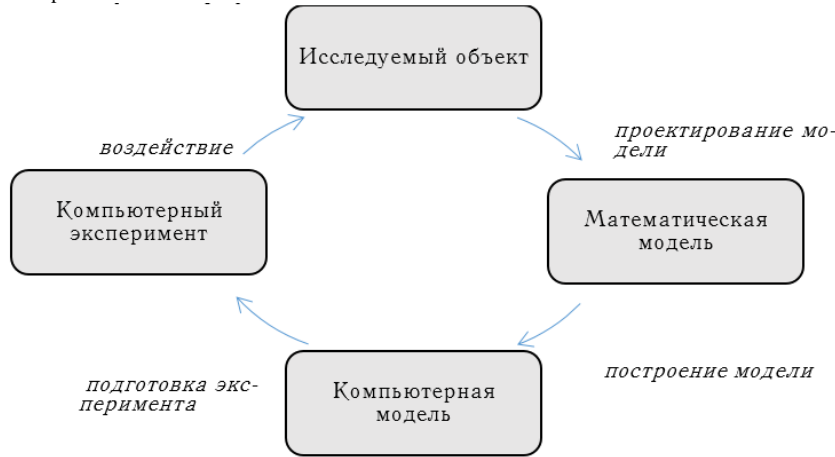 Исследуемый объект
воздействие
проектирование мо-
дели
Компьютерный
эксперимент
Математическая
модель
подготовка экс-
перимента
построение модели
Компьютерная
модель